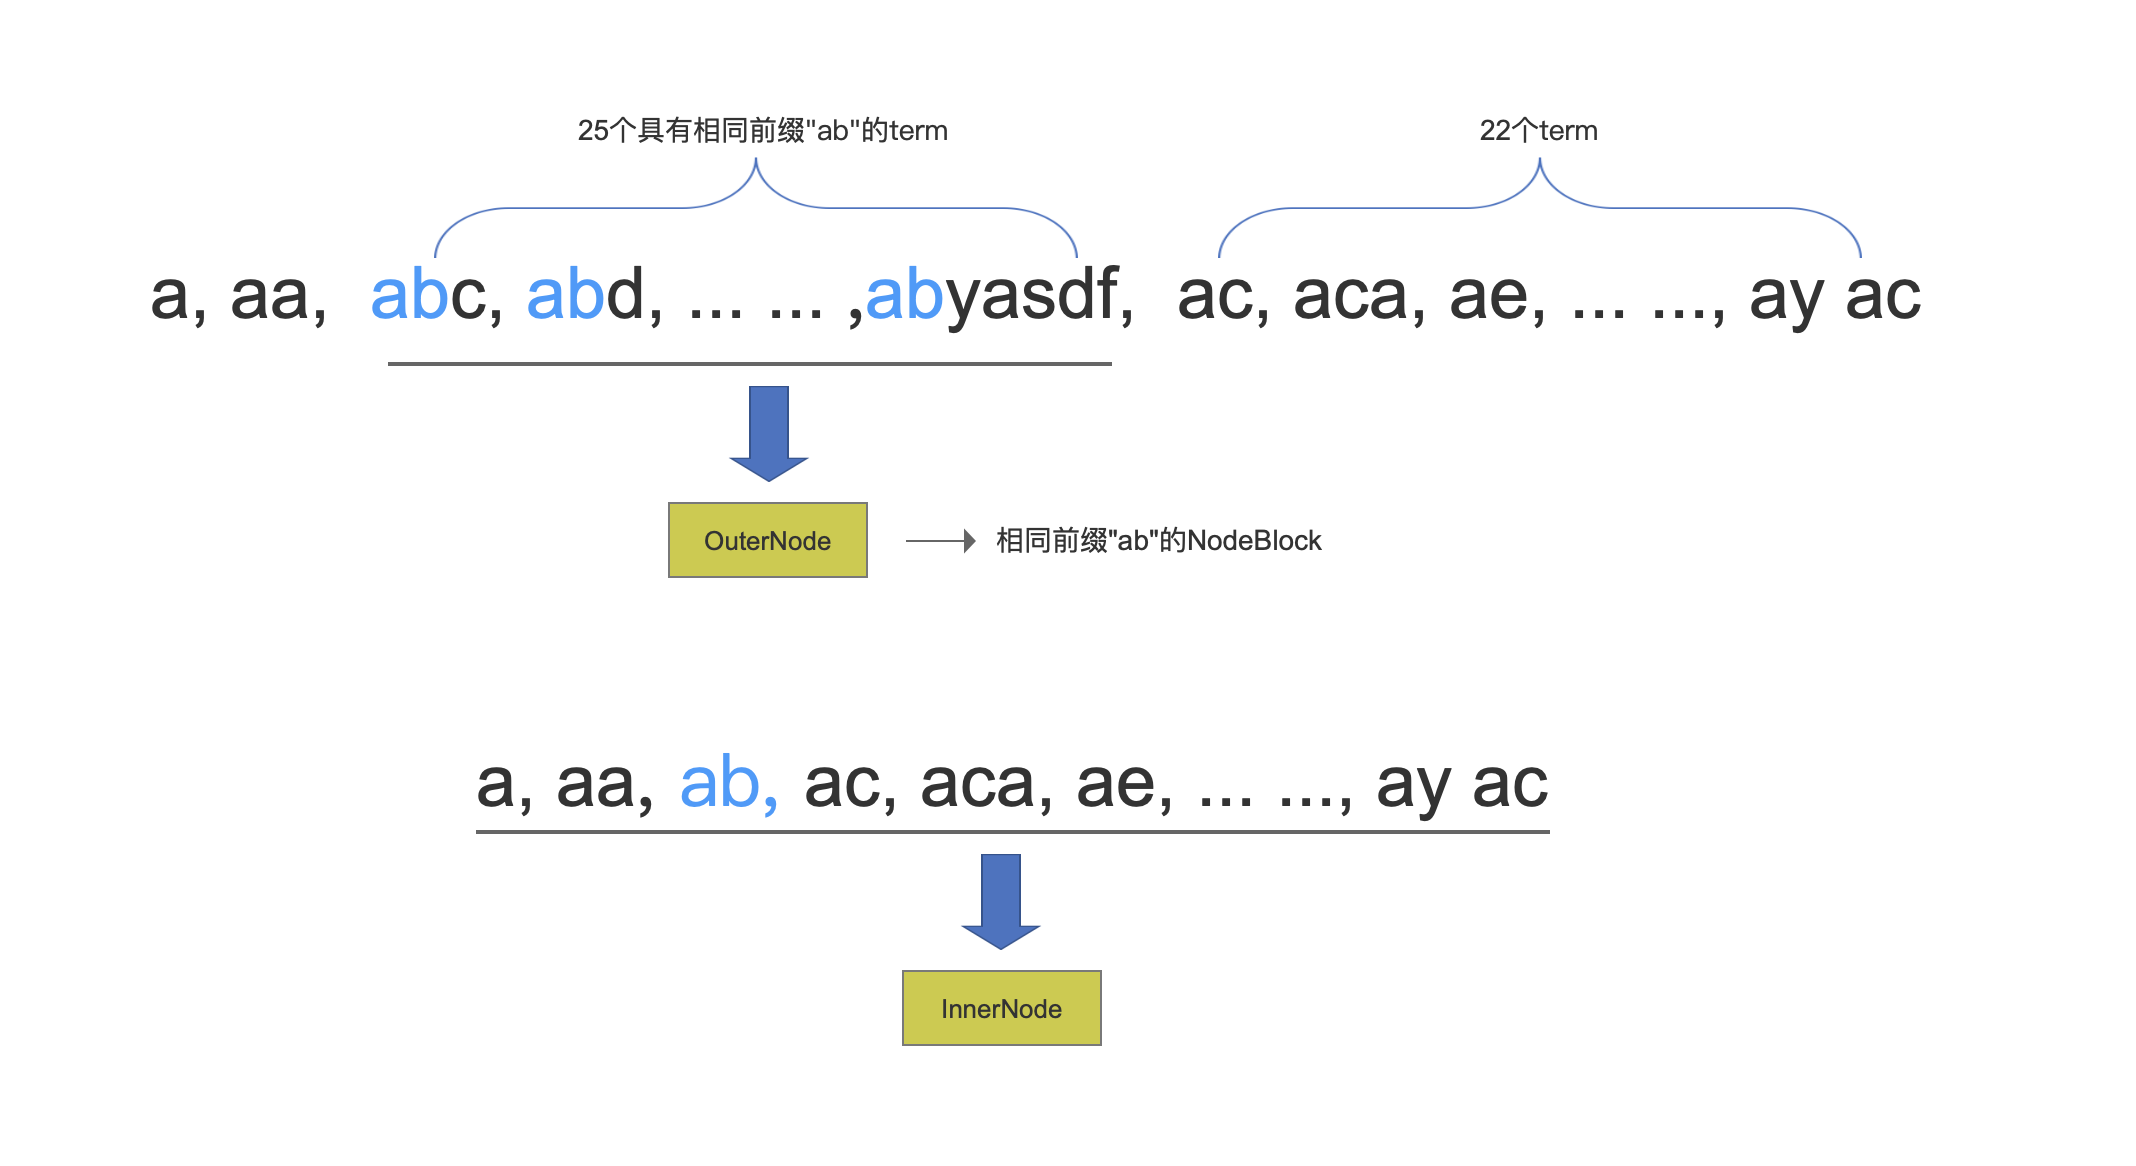 25个具有相同前缀"ab"的term
22个term
a, aa, abc, abd, ... ... ,abyasdf, ac, aca, ae, ... ..., ay ac
OuterNode
相同前缀"ab"的NodeBlock
a, aa, ab, ac, aca, ae, ... ..., ay ac
InnerNode